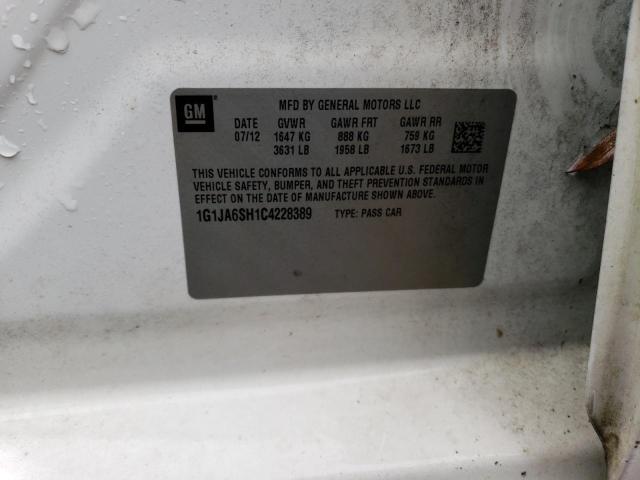 GM
MFD BY GENERAL MOTORS LLC
DATE GVWR GAWR FRT GAWR RR
07/12 1647 KG 888 KG 759 KG
3631 LB 1958 LB 1673 LB
THIS VEHICLE CONFORMS TO ALL APPLICABLE U.S. FEDERAL MOTOR
VEHICLE SAFETY, BUMPER, AND THEFT PREVENTION STANDARDS IN
EFFECT ON THE DATE OF MANUFACTURE SHOWN ABOVE.
1G1JA6SH1C4228389 TYPE: PASS CAR